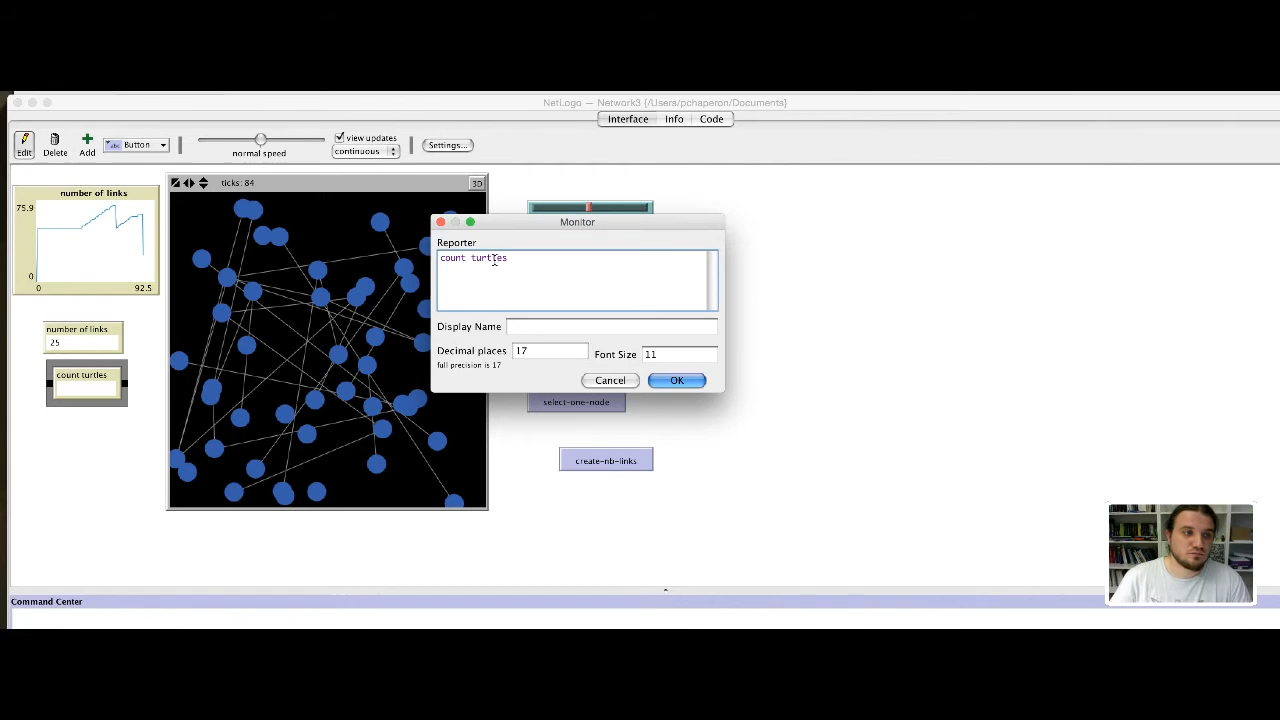 NetLogo — Network3 {/Users/pchaperon/Documents}
Interface Info Code
Edit Delete Add Button normal speed view updates continuous Settings...
number of links
75.9
0
0 92.5
ticks: 84
3D
number of links
25
count turtles
Monitor
Reporter
count turtles
Display Name
Decimal places 17
full precision is 17
Font Size 11
Cancel OK
select-one-node
create-nb-links
Command Center